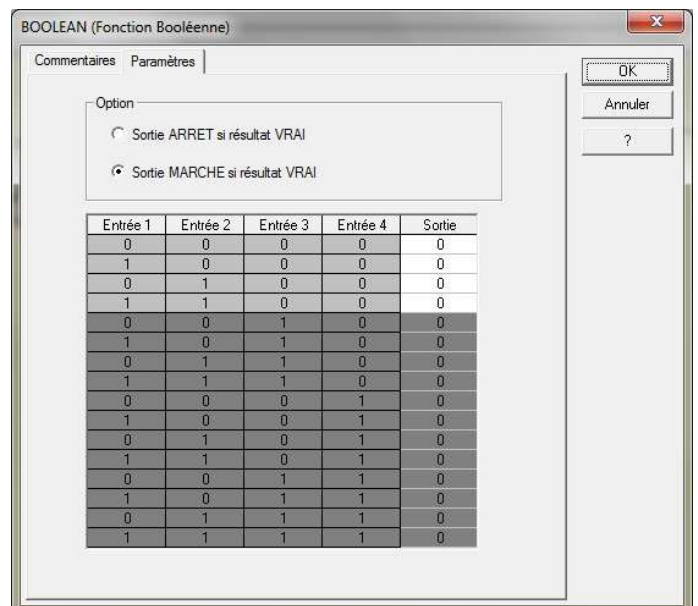 BOOLEAN (Fonction Booléenne)
Commentaires Paramètres
OK
Annuler
?
Option
Sortie ARRET si résultat VRAI
Sortie MARCHE si résultat VRAI
Entrée 1 Entrée 2 Entrée 3 Entrée 4 Sortie
0 0 0 0 0
1 0 0 0 0
0 1 0 0 0
1 1 0 0 0
0 0 1 0 0
1 0 1 0 0
0 1 1 0 0
1 1 1 0 0
0 0 0 1 0
1 0 0 1 0
0 1 0 1 0
1 1 0 1 0
0 0 1 1 0
1 0 1 1 0
0 1 1 1 0
1 1 1 1 0